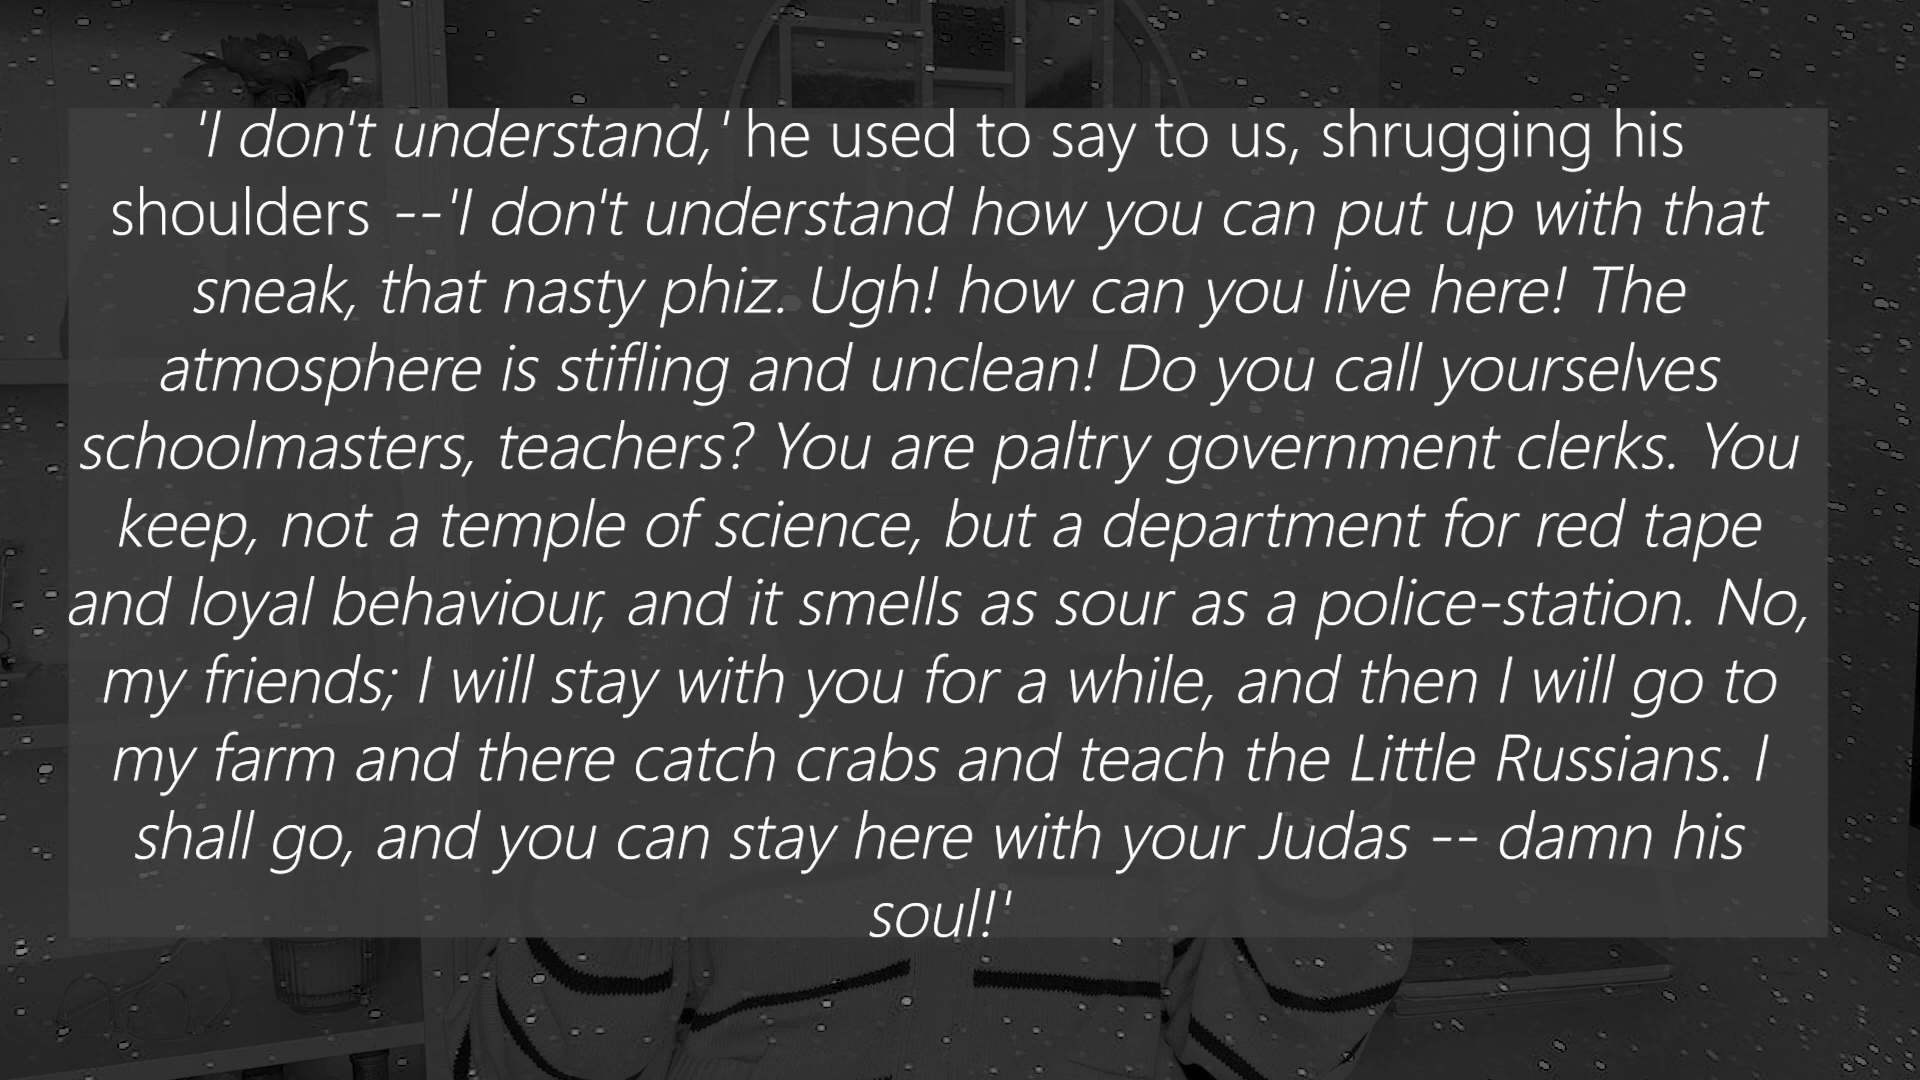 'I don't understand,' he used to say to us, shrugging his
shoulders --'I don't understand how you can put up with that
sneak, that nasty phiz. Ugh! how can you live here! The
atmosphere is stifling and unclean! Do you call yourselves
schoolmasters, teachers? You are paltry government clerks. You
keep, not a temple of science, but a department for red tape
and loyal behaviour, and it smells as sour as a police-station. No,
my friends; I will stay with you for a while, and then I will go to
my farm and there catch crabs and teach the Little Russians. I
shall go, and you can stay here with your Judas -- damn his
soul!'